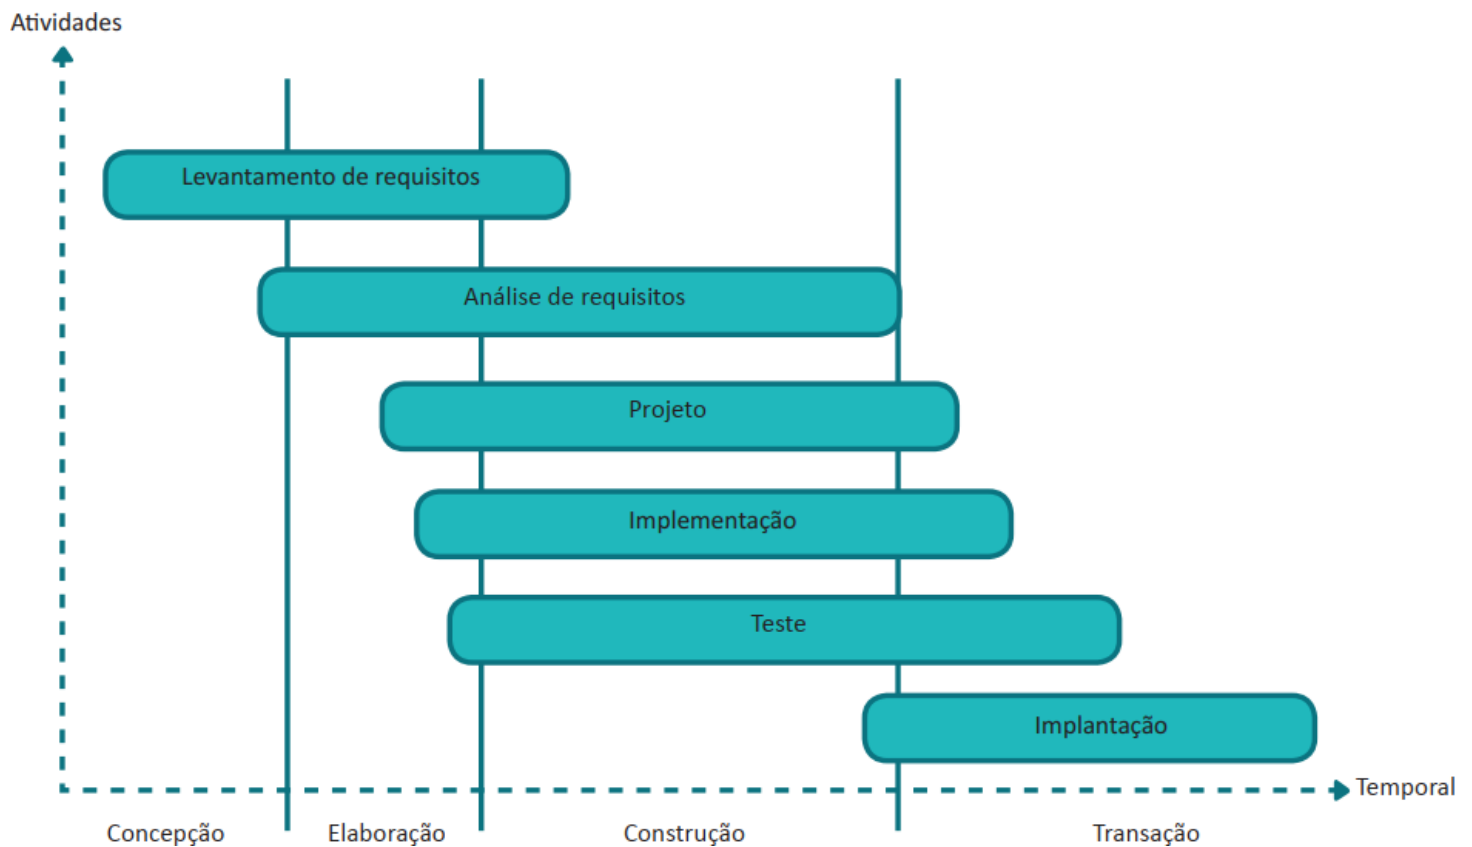 Atividades
Levantamento de requisitos
Análise de requisitos
Projeto
Implementação
Teste
Implantação
Temporal
Concepção
Elaboração
Construção
Transação